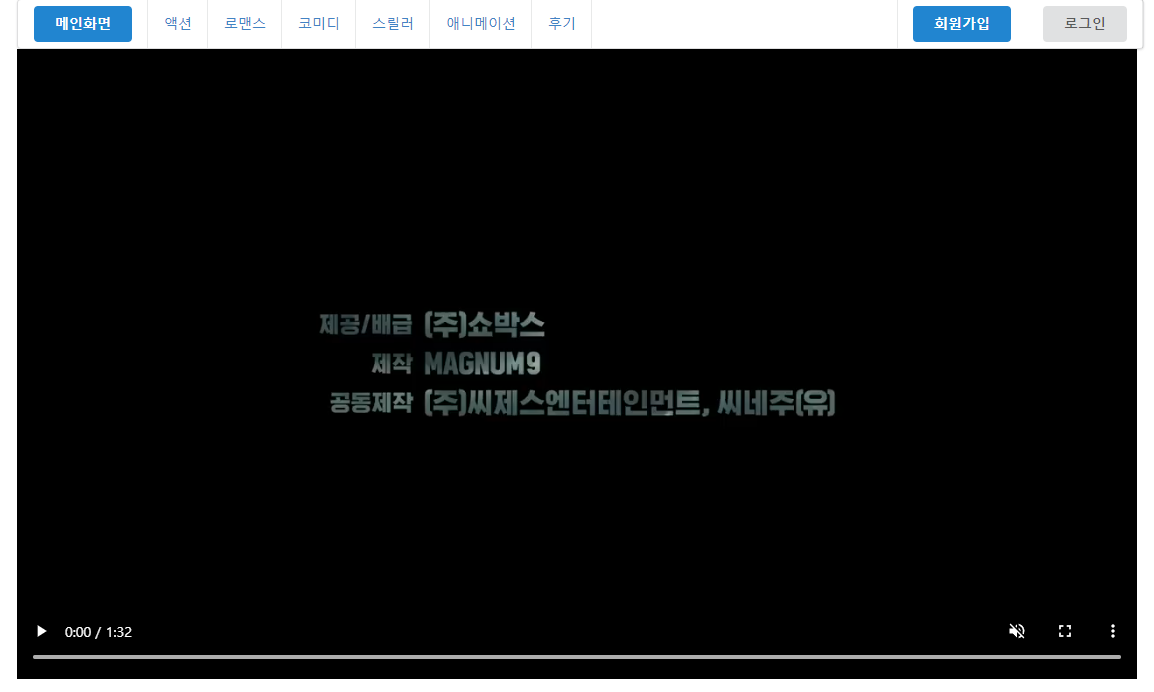 메인화면 액션 로맨스 코미디 스릴러 애니메이션 후기 회원가입 로그인
제공/배급 (주)쇼박스
제작 MAGNUM9
공동제작 (주)씨제스엔터테인먼트, 씨네주(유)
0:00 / 1:32